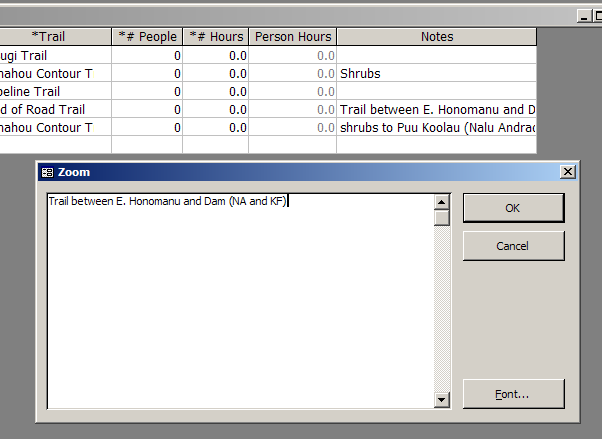 *Trail *# People *# Hours Person Hours Notes
ugi Trail 0 0.0 0.0
nahou Contour T 0 0.0 0.0 Shrubs
peline Trail 0 0.0 0.0
d of Road Trail 0 0.0 0.0 Trail between E. Honomanu and D
nahou Contour T 0 0.0 0.0 shrubs to Puu Koolau (Nalu Andrad
Zoom
Trail between E. Honomanu and Dam (NA and KF)
OK
Cancel
Font...